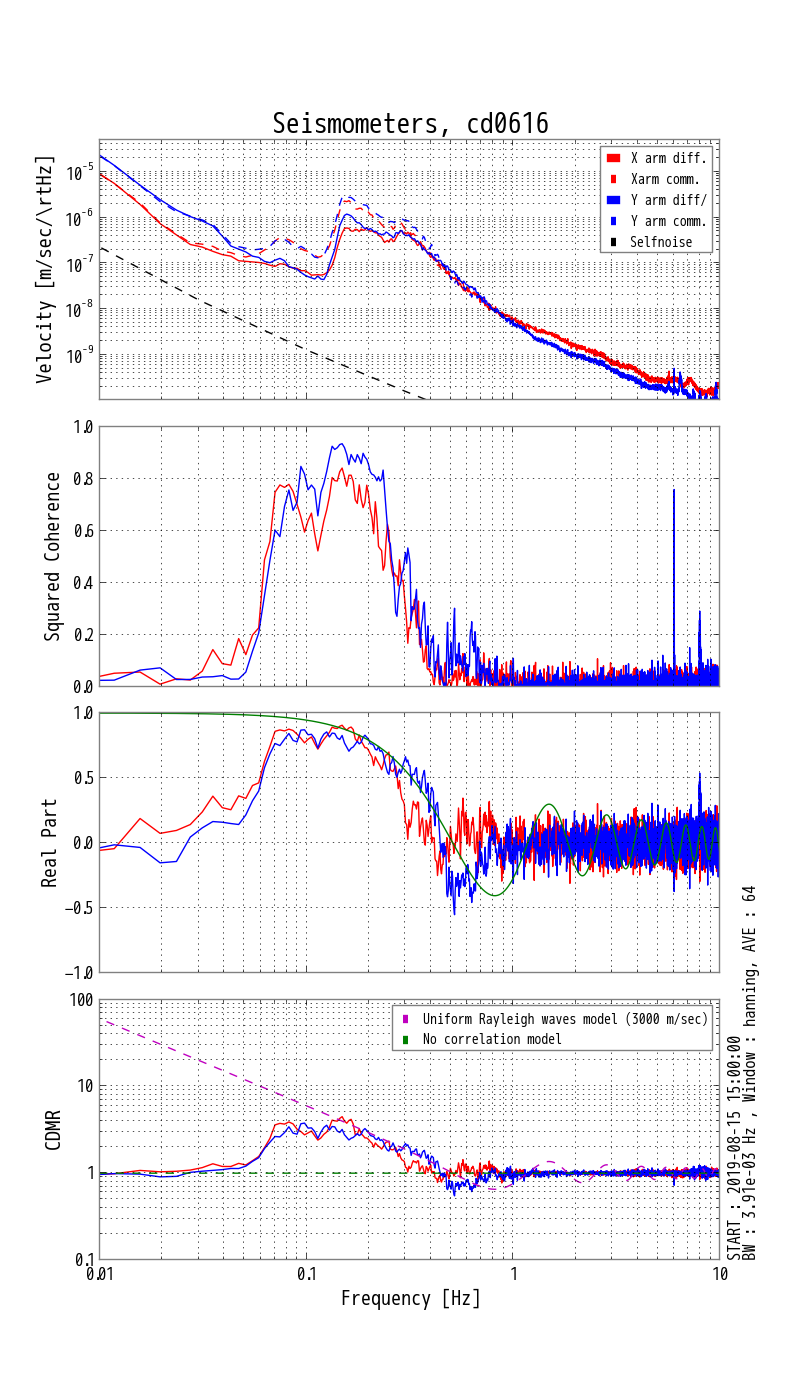 Seismometers, cd0616
Velocity [m/sec/\rtHz]
10^-5
10^-6
10^-7
10^-8
10^-9
X arm diff.
Xarm comm.
Y arm diff/
Y arm comm.
Selfnoise
Squared Coherence
1.0
0.8
0.6
0.4
0.2
0.0
Real Part
1.0
0.5
0.0
−0.5
−1.0
CDMR
100
10
1
0.1
Uniform Rayleigh waves model (3000 m/sec)
No correlation model
0.01
0.1
1
10
Frequency [Hz]
START : 2019-08-15 15:00:00
BW : 3.91e-03 Hz , Window : hanning, AVE : 64